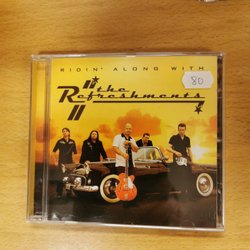 RIDIN' ALONG WITH
the
Refreshments
80